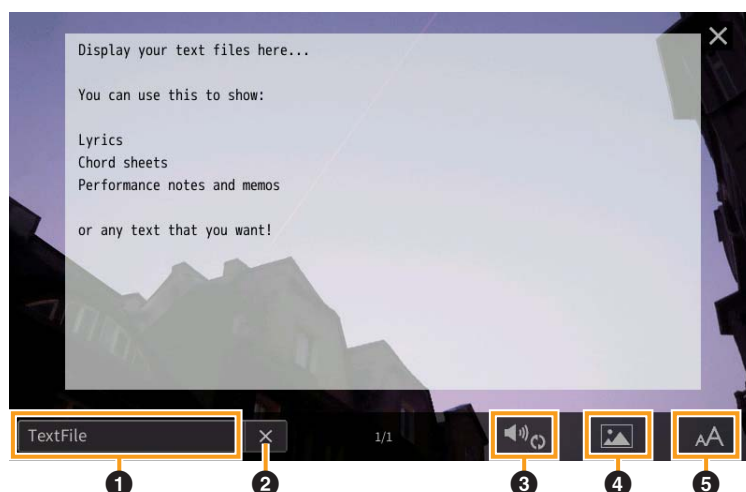 Display your text files here...
You can use this to show:
Lyrics
Chord sheets
Performance notes and memos
or any text that you want!
TextFile
1/1
AA
1
2
3
4
5